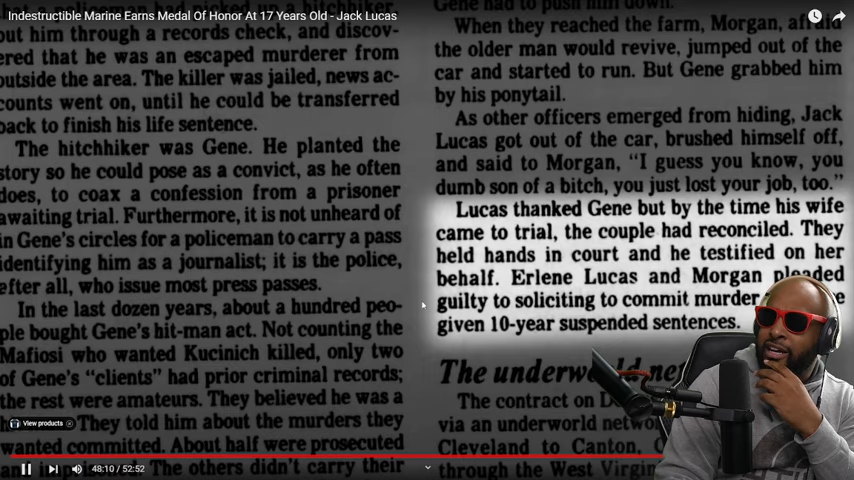 Indestructible Marine Earns Medal Of Honor At 17 Years Old - Jack Lucas
that a policeman had picked up a hitchhiker,
put him through a records check, and discov-
ered that he was an escaped murderer from
outside the area. The killer was jailed, news ac-
counts went on, until he could be transferred
back to finish his life sentence.
The hitchhiker was Gene. He planted the
story so he could pose as a convict, as he often
does, to coax a confession from a prisoner
awaiting trial. Furthermore, it is not unheard of
in Gene's circles for a policeman to carry a pass
identifying him as a journalist; it is the police,
after all, who issue most press passes.
In the last dozen years, about a hundred peo-
ple bought Gene's hit-man act. Not counting the
Mafiosi who wanted Kucinich killed, only two
of Gene's “clients” had prior criminal records;
the rest were amateurs. They believed he was a
They told him about the murders they
wanted committed. About half were prosecuted
and imprisoned. The others didn't carry their
Gene had to push him down.
When they reached the farm, Morgan, afraid
the older man would revive, jumped out of the
car and started to run. But Gene grabbed him
by his ponytail.
As other officers emerged from hiding, Jack
Lucas got out of the car, brushed himself off,
and said to Morgan, “I guess you know, you
dumb son of a bitch, you just lost your job, too.”
Lucas thanked Gene but by the time his wife
came to trial, the couple had reconciled. They
held hands in court and he testified on her
behalf. Erlene Lucas and Morgan pleaded
guilty to soliciting to commit murder
given 10-year suspended sentences.
The underworld net
The contract on
via an underworld netwo
Cleveland to Canton,
through the West Virgin
View products
48:10 / 52:52